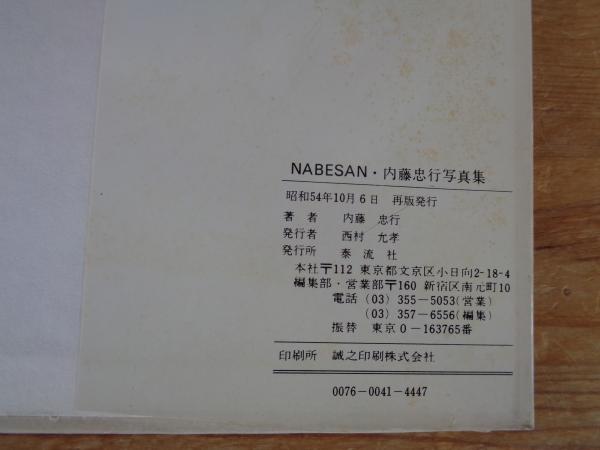 NABESAN・内藤忠行写真集
昭和54年10月6日 再版発行
著者 内藤 忠行
発行者 西村 允孝
発行所 泰流社
本社〒112 東京都文京区小日向2-18-4
編集部・営業部〒160 新宿区南元町10
電話 (03) 355-5053(営業)
(03) 357-6556(編集)
振替 東京0-163765番
印刷所 誠之印刷株式会社
0076-0041-4447